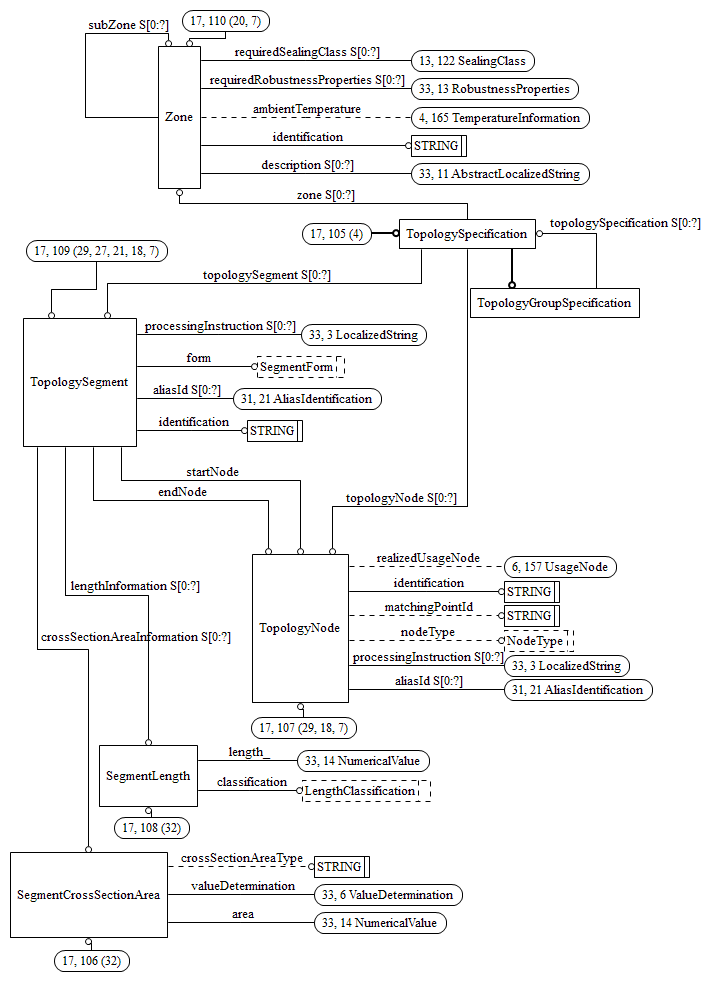 subZone S[0:?]
17, 110 (20, 7)
Zone
requiredSealingClass S[0:?]
13, 122 SealingClass
requiredRobustnessProperties S[0:?]
33, 13 RobustnessProperties
ambientTemperature
4, 165 TemperatureInformation
identification
STRING
description S[0:?]
33, 11 AbstractLocalizedString
zone S[0:?]
17, 105 (4)
TopologySpecification
topologySpecification S[0:?]
17, 109 (29, 27, 21, 18, 7)
topologySegment S[0:?]
TopologyGroupSpecification
TopologySegment
processingInstruction S[0:?]
33, 3 LocalizedString
form
SegmentForm
aliasId S[0:?]
31, 21 AliasIdentification
identification
STRING
startNode
endNode
topologyNode S[0:?]
TopologyNode
realizedUsageNode
6, 157 UsageNode
identification
STRING
matchingPointId
STRING
nodeType
NodeType
processingInstruction S[0:?]
33, 3 LocalizedString
aliasId S[0:?]
31, 21 AliasIdentification
17, 107 (29, 18, 7)
lengthInformation S[0:?]
crossSectionAreaInformation S[0:?]
SegmentLength
length_
33, 14 NumericalValue
classification
LengthClassification
17, 108 (32)
SegmentCrossSectionArea
crossSectionAreaType
STRING
valueDetermination
33, 6 ValueDetermination
area
33, 14 NumericalValue
17, 106 (32)